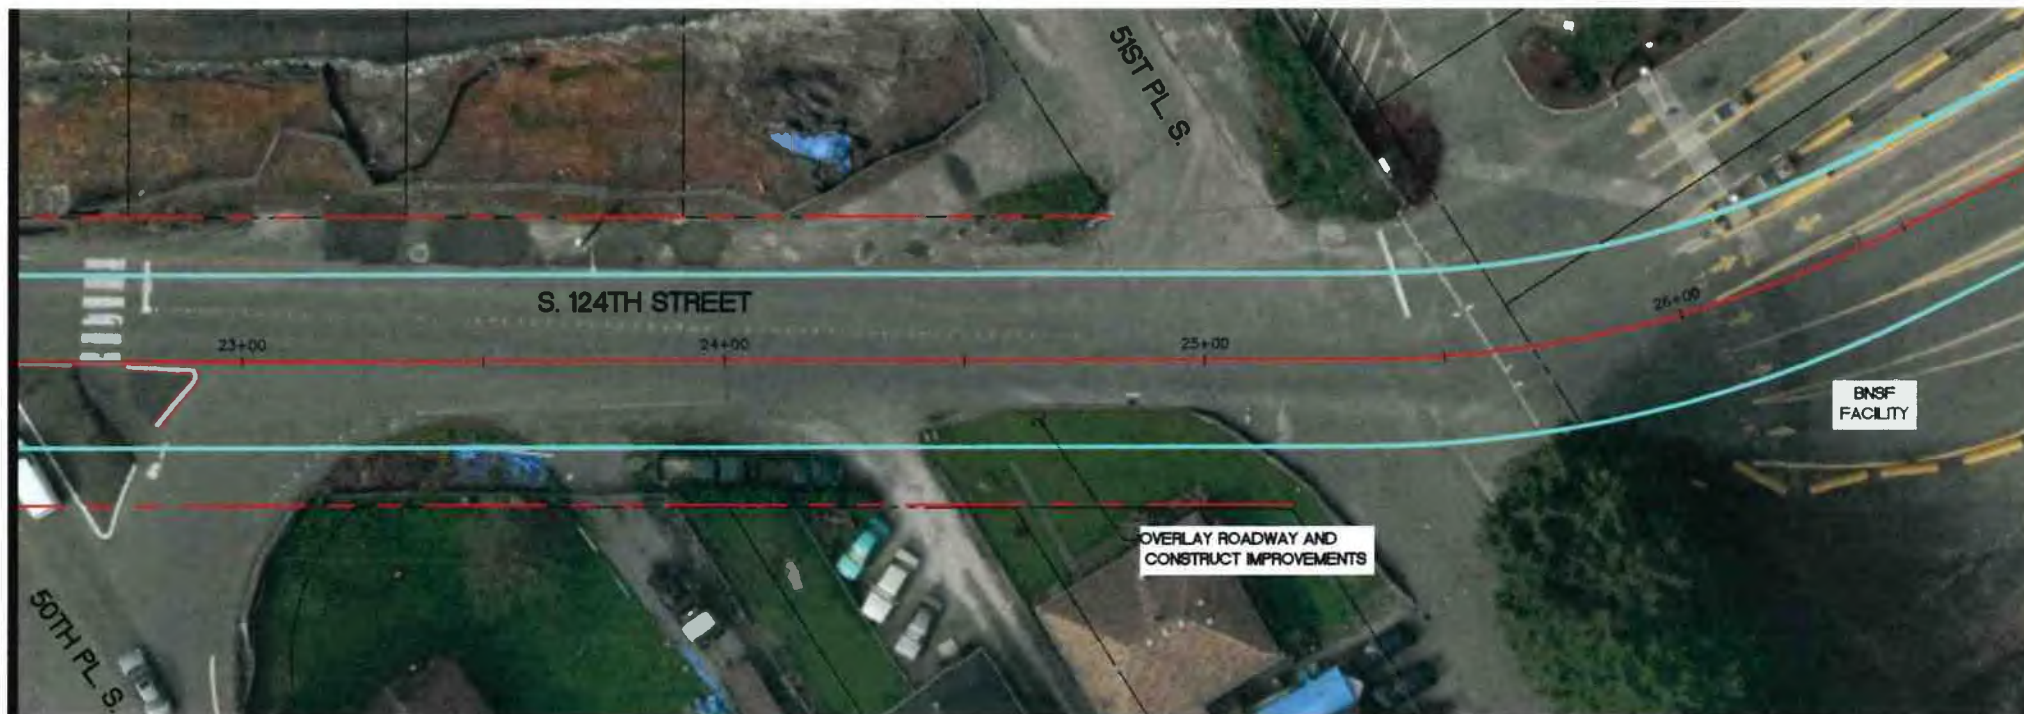 51ST PL. S.
S. 124TH STREET
23+00
24+00
25+00
26+00
BNSF
FACILITY
OVERLAY ROADWAY AND
CONSTRUCT IMPROVEMENTS
50TH PL. S.